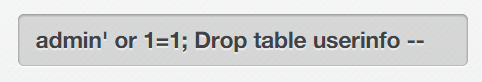 admin' or 1=1; Drop table userinfo --